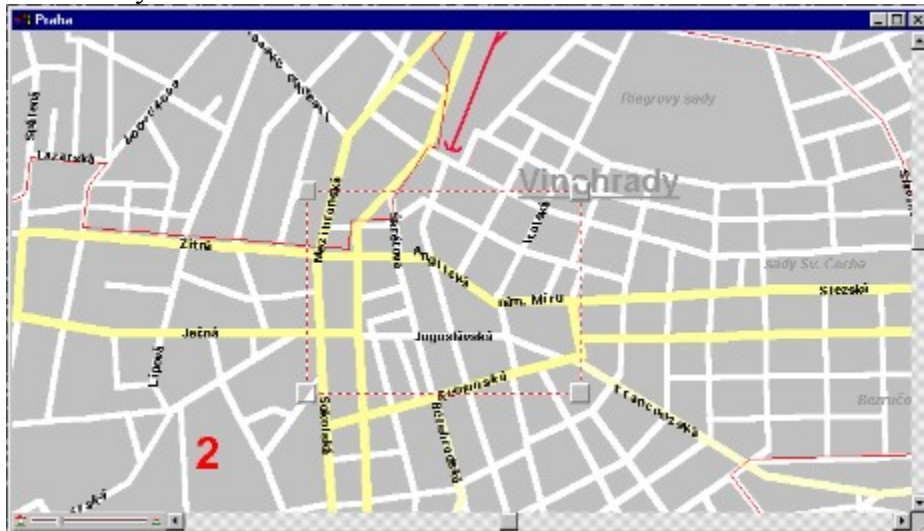 Praha
Riegrovy sady
Spálená
Lazarská
Vinohrady
Mezibranská
Italská
Škrétova
Žitná
Anglická
sady Sv. Čecha
nám. Míru
Slezská
Ječná
Jugoslávská
Lipová
Rumunská
Francouzská
Sokolská
Bělehradská
2